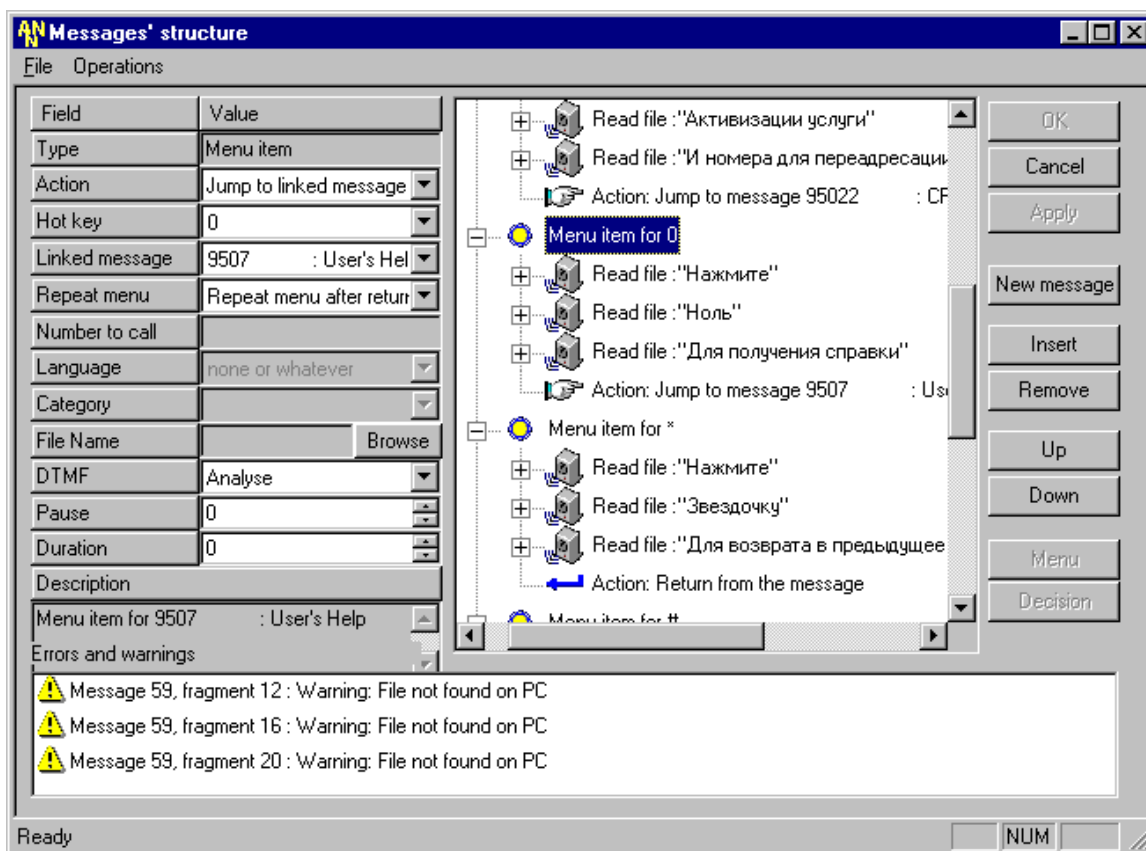 Messages' structure
File Operations
Field Value
Type Menu item
Action Jump to linked message
Hot key 0
Linked message 9507 : User's Hel
Repeat menu Repeat menu after return
Number to call
Language none or whatever
Category
File Name Browse
DTMF Analyse
Pause 0
Duration 0
Description
Menu item for 9507 : User's Help
Errors and warnings
Read file :"Активизации услуги"
Read file :"И номера для переадресации
Action: Jump to message 95022 : CF
Menu item for 0
Read file :"Нажмите"
Read file :"Ноль"
Read file :"Для получения справки"
Action: Jump to message 9507 : Use
Menu item for *
Read file :"Нажмите"
Read file :"Звездочку"
Read file :"Для возврата в предыдущее
Action: Return from the message
Menu item for #
OK
Cancel
Apply
New message
Insert
Remove
Up
Down
Menu
Decision
Message 59, fragment 12 : Warning: File not found on PC
Message 59, fragment 16 : Warning: File not found on PC
Message 59, fragment 20 : Warning: File not found on PC
Ready
NUM